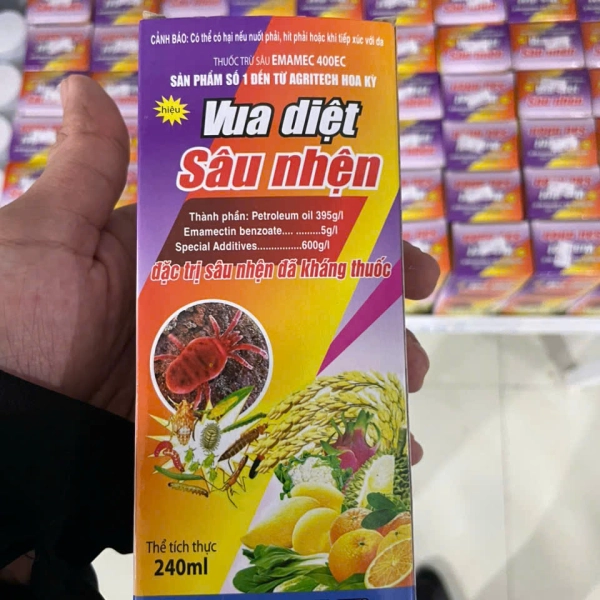 CẢNH BÁO: Có thể có hại nếu nuốt phải, hít phải hoặc khi tiếp xúc với da
THUỐC TRỪ SÂU EMAMEC 400EC
SẢN PHẨM SỐ 1 ĐẾN TỪ AGRITECH HOA KỲ
hiệu
Vua diệt
Sâu nhện
Thành phần: Petroleum oil 395g/l
Emamectin benzoate.... .........5g/l
Special Additives................600g/l
đặc trị sâu nhện đã kháng thuốc
Thể tích thực
240ml